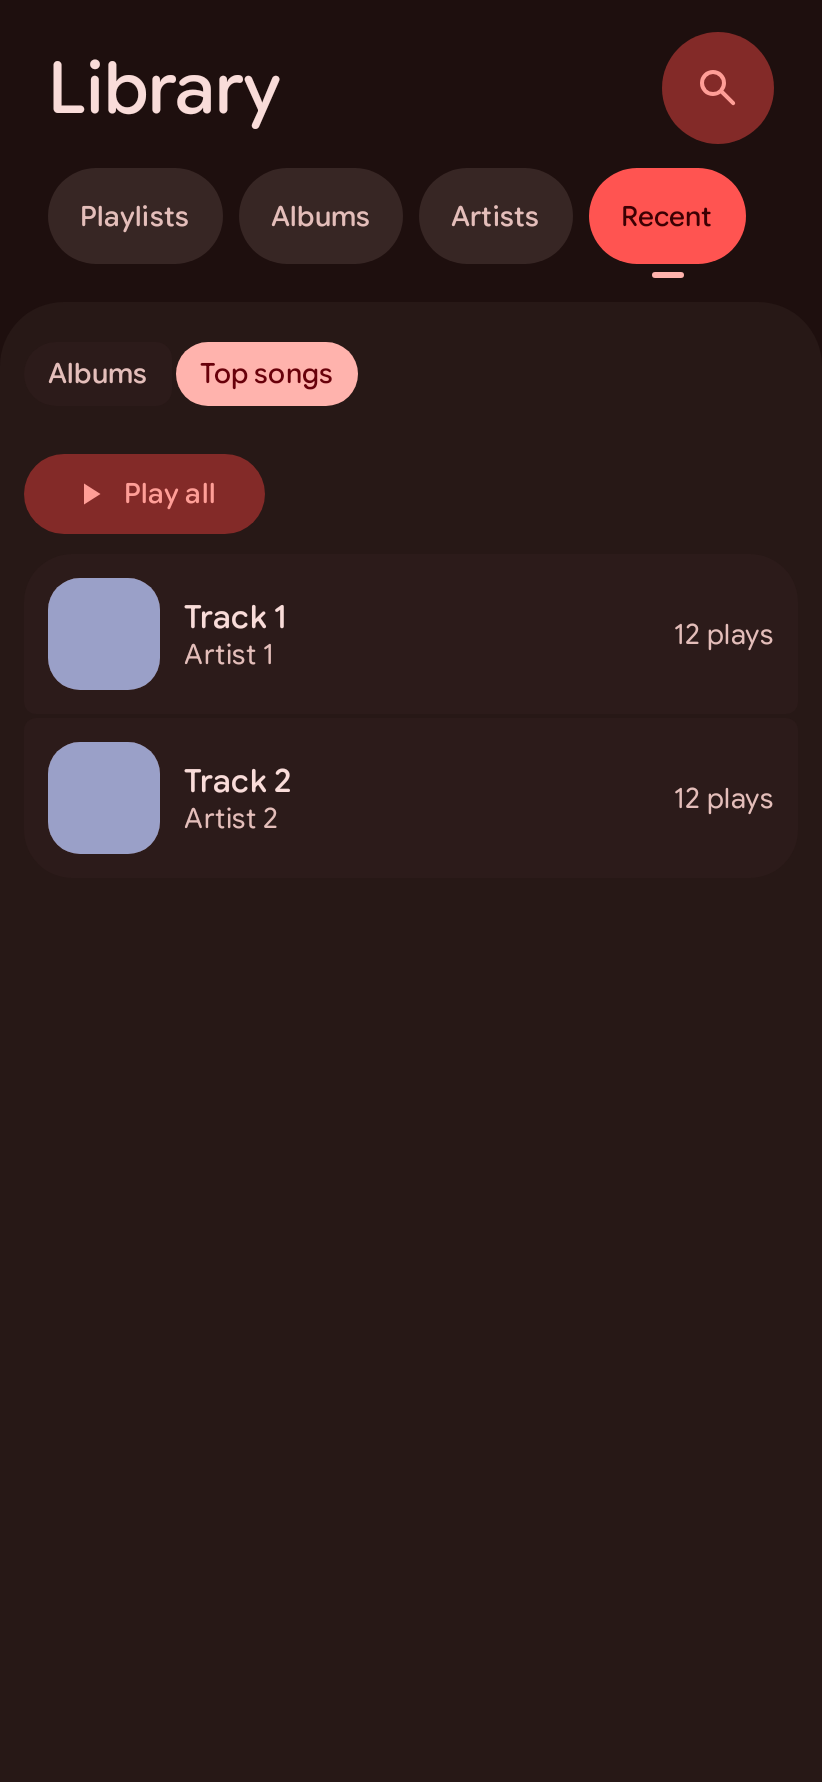 Library
Playlists
Albums
Artists
Recent
Albums
Top songs
Play all
Track 1
Artist 1
12 plays
Track 2
Artist 2
12 plays